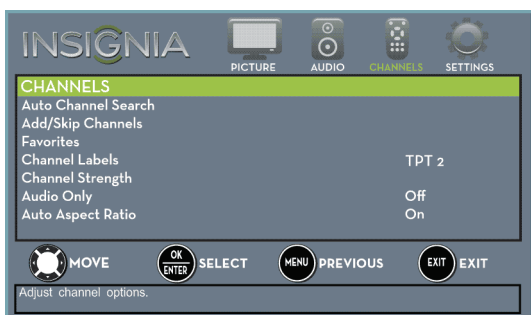 INSIGNIA
PICTURE AUDIO CHANNELS SETTINGS
CHANNELS
Auto Channel Search
Add/Skip Channels
Favorites
Channel Labels TPT 2
Channel Strength
Audio Only Off
Auto Aspect Ratio On
MOVE OK ENTER SELECT MENU PREVIOUS EXIT EXIT
Adjust channel options.